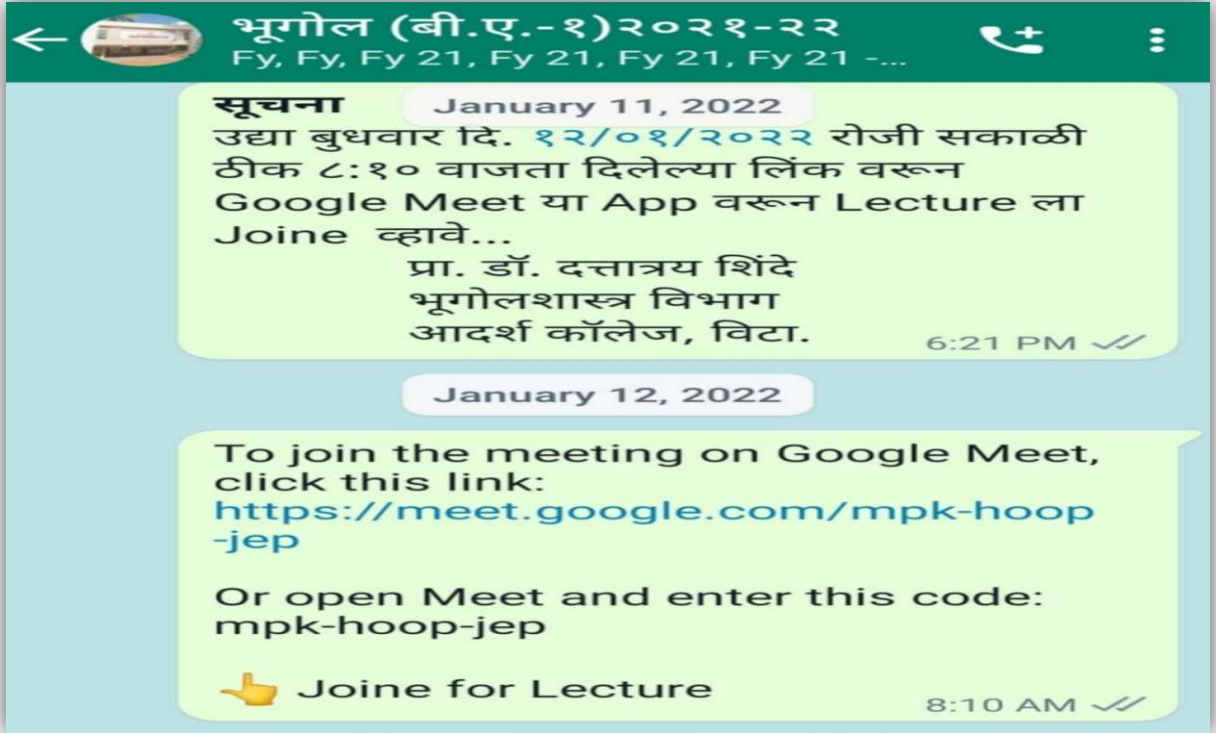 भूगोल (बी.ए.-१)२०२१-२२
Fy, Fy, Fy 21, Fy 21, Fy 21, Fy 21 -...
सूचना
January 11, 2022
उद्या बुधवार दि. १२/०१/२०२२ रोजी सकाळी
ठीक ८:१० वाजता दिलेल्या लिंक वरून
Google Meet या App वरून Lecture ला
Joine व्हावे...
प्रा. डॉ. दत्तात्रय शिंदे
भूगोलशास्त्र विभाग
आदर्श कॉलेज, विटा.
6:21 PM
January 12, 2022
To join the meeting on Google Meet,
click this link:
https://meet.google.com/mpk-hoop
-jep
Or open Meet and enter this code:
mpk-hoop-jep
👆 Joine for Lecture
8:10 AM